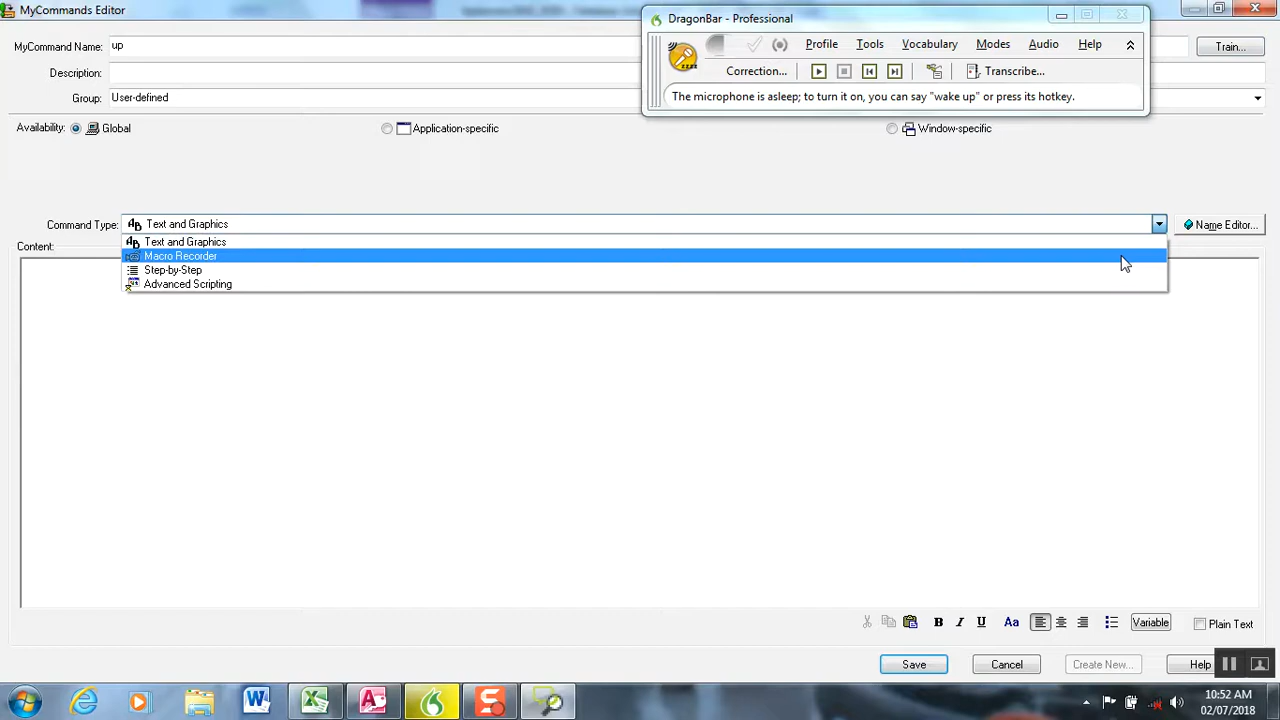 MyCommands Editor
DragonBar - Professional
MyCommand Name: up
Train...
Profile Tools Vocabulary Modes Audio Help
Description:
Correction... Transcribe...
Group: User-defined
The microphone is asleep; to turn it on, you can say "wake up" or press its hotkey.
Availability: Global Application-specific Window-specific
Command Type: Text and Graphics
Name Editor...
Content:
Text and Graphics
Macro Recorder
Step-by-Step
Advanced Scripting
B I U Aa Variable Plain Text
Save Cancel Create New... Help
10:52 AM
02/07/2018